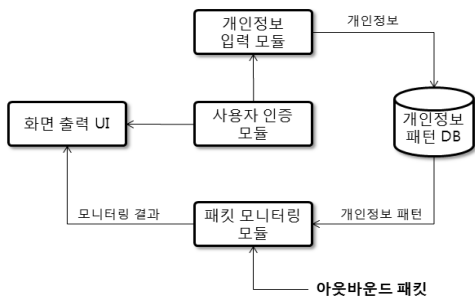 개인정보
입력 모듈
개인정보
화면 출력 UI
사용자 인증
모듈
개인정보
패턴 DB
모니터링 결과
패킷 모니터링
모듈
개인정보 패턴
아웃바운드 패킷